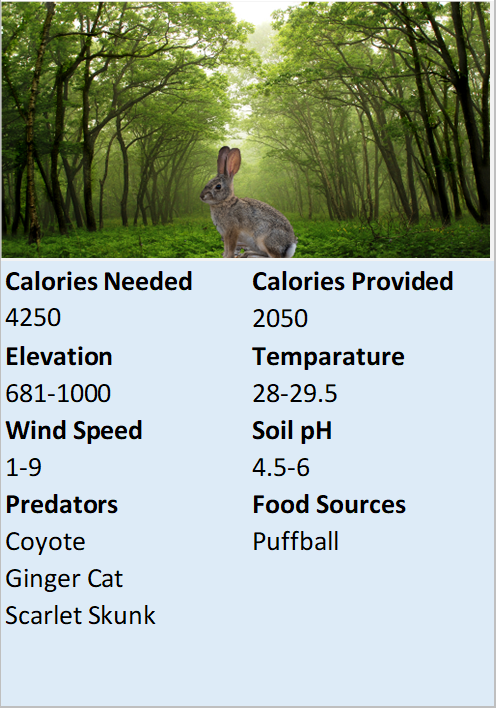 Calories Needed
4250
Elevation
681-1000
Wind Speed
1-9
Predators
Coyote
Ginger Cat
Scarlet Skunk
Calories Provided
2050
Temparature
28-29.5
Soil pH
4.5-6
Food Sources
Puffball